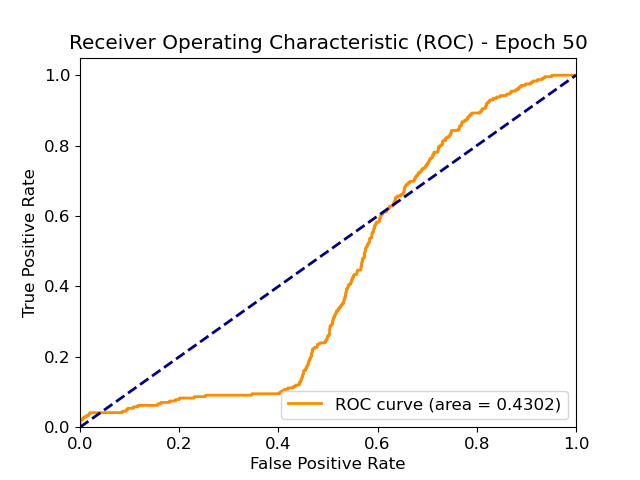 Receiver Operating Characteristic (ROC) - Epoch 50
True Positive Rate
1.0
0.8
0.6
0.4
0.2
0.0
ROC curve (area = 0.4302)
0.0 0.2 0.4 0.6 0.8 1.0
False Positive Rate